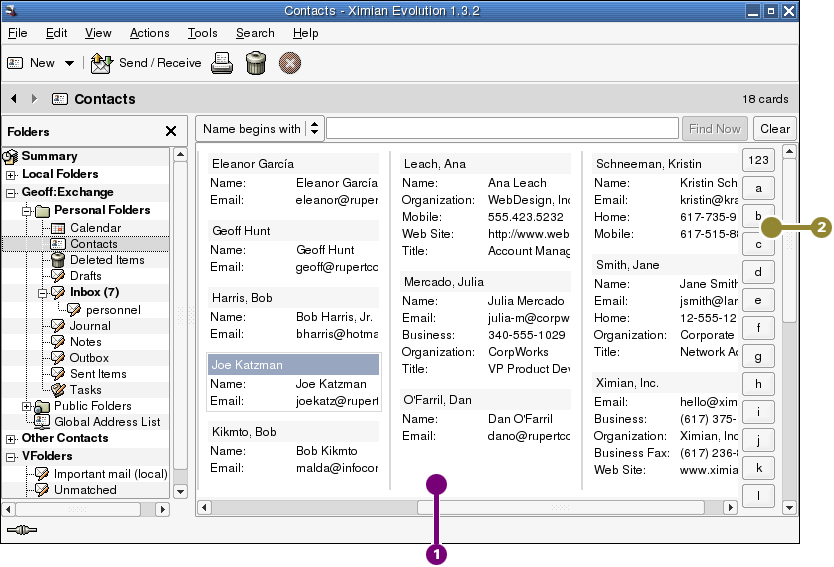 Contacts - Ximian Evolution 1.3.2
File Edit View Actions Tools Search Help
New Send / Receive
Contacts 18 cards
Folders
Name begins with Find Now Clear
Summary
Local Folders
Geoff:Exchange
Personal Folders
Calendar
Contacts
Deleted Items
Drafts
Inbox (7)
personnel
Journal
Notes
Outbox
Sent Items
Tasks
Public Folders
Global Address List
Other Contacts
VFolders
Important mail (local)
Unmatched
Eleanor García
Name: Eleanor García
Email: eleanor@ruper
Geoff Hunt
Name: Geoff Hunt
Email: geoff@rupertco
Harris, Bob
Name: Bob Harris, Jr.
Email: bharris@hotma
Joe Katzman
Name: Joe Katzman
Email: joekatz@rupert
Kikmto, Bob
Name: Bob Kikmto
Email: malda@infocor
Leach, Ana
Name: Ana Leach
Organization: WebDesign, Inc
Mobile: 555.423.5232
Web Site: http://www.web
Title: Account Manag
Mercado, Julia
Name: Julia Mercado
Email: julia-m@corpw
Business: 340-555-1029
Organization: CorpWorks
Title: VP Product Dev
O'Farril, Dan
Name: Dan O'Farril
Email: dano@rupertco
Schneeman, Kristin
Name: Kristin Sch
Email: kristin@kra
Home: 617-735-9
Mobile: 617-515-88
Smith, Jane
Name: Jane Smith
Email: jsmith@lar
Home: 12-555-12
Organization: Corporate
Title: Network Ad
Ximian, Inc.
Email: hello@xim
Business: (617) 375-
Organization: Ximian, Inc
Business Fax: (617) 236-8
Web Site: www.ximia
123
a
b
c
d
e
f
g
h
i
j
k
l
2
1